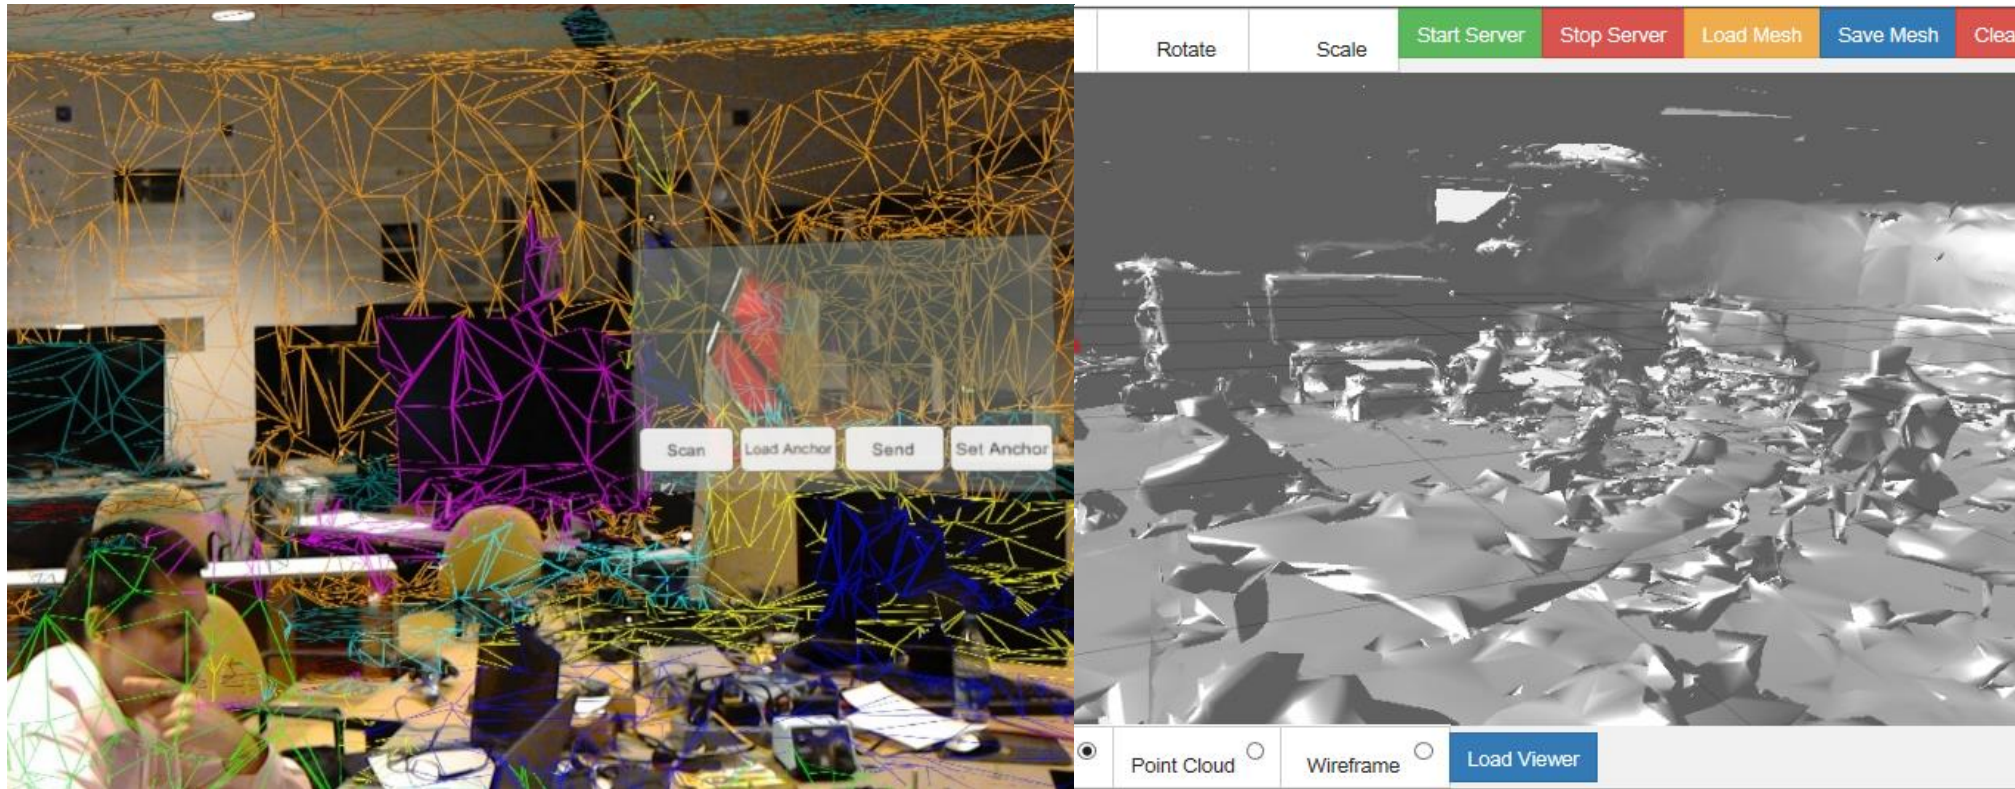 Scan
Load Anchor
Send
Set Anchor
Rotate
Scale
Start Server
Stop Server
Load Mesh
Save Mesh
Clea
Point Cloud
Wireframe
Load Viewer